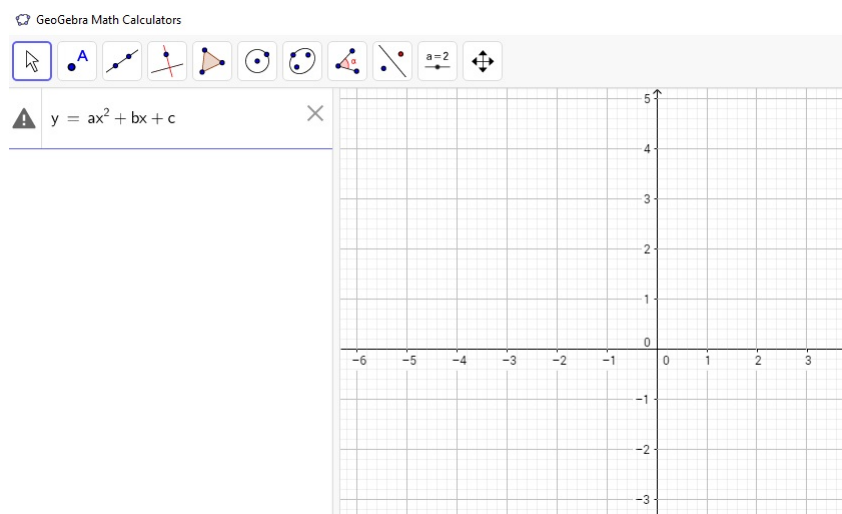 GeoGebra Math Calculators
A
α
a=2
y = ax² + bx + c
5
4
3
2
1
0
−6 −5 −4 −3 −2 −1 0 1 2 3
−1
−2
−3